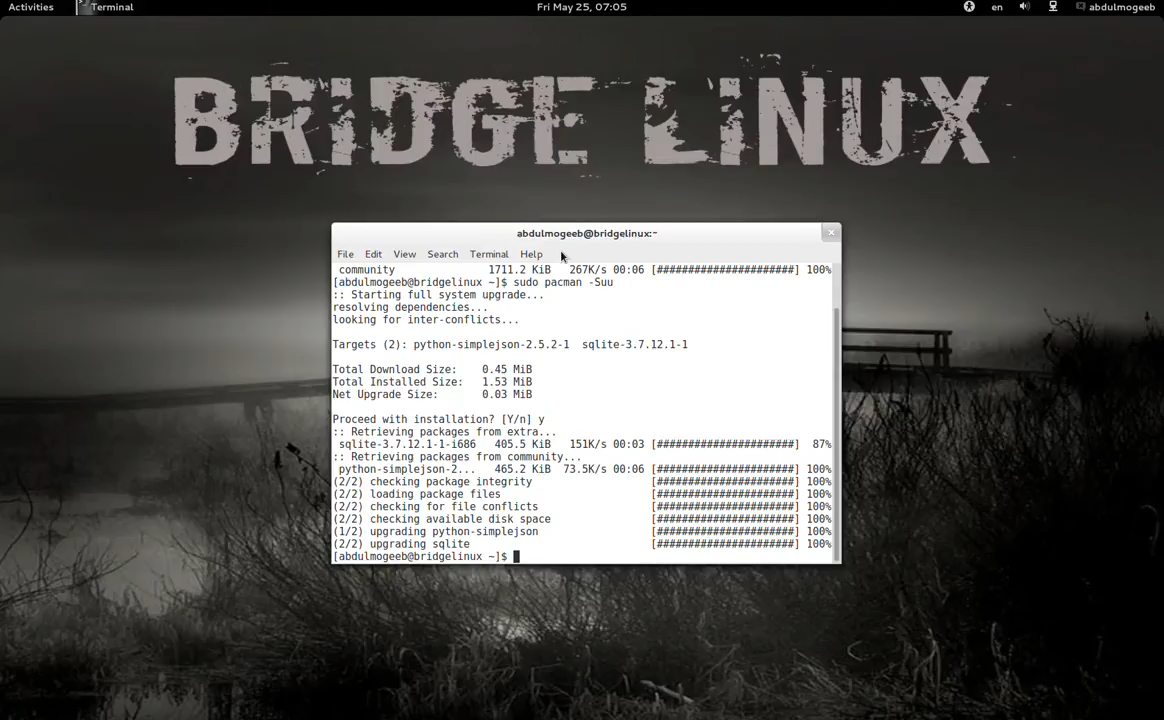 Activities Terminal Fri May 25, 07:05 en abdulmogeeb
BRIDGE LINUX
abdulmogeeb@bridgelinux:~
File Edit View Search Terminal Help
community 1711.2 KiB 267K/s 00:06 [######################] 100%
[abdulmogeeb@bridgelinux ~]$ sudo pacman -Suu
:: Starting full system upgrade...
resolving dependencies...
looking for inter-conflicts...
Targets (2): python-simplejson-2.5.2-1 sqlite-3.7.12.1-1
Total Download Size: 0.45 MiB
Total Installed Size: 1.53 MiB
Net Upgrade Size: 0.03 MiB
Proceed with installation? [Y/n] y
:: Retrieving packages from extra...
sqlite-3.7.12.1-1-i686 405.5 KiB 151K/s 00:03 [######################] 87%
:: Retrieving packages from community...
python-simplejson-2... 465.2 KiB 73.5K/s 00:06 [######################] 100%
(2/2) checking package integrity [######################] 100%
(2/2) loading package files [######################] 100%
(2/2) checking for file conflicts [######################] 100%
(2/2) checking available disk space [######################] 100%
(1/2) upgrading python-simplejson [######################] 100%
(2/2) upgrading sqlite [######################] 100%
[abdulmogeeb@bridgelinux ~]$